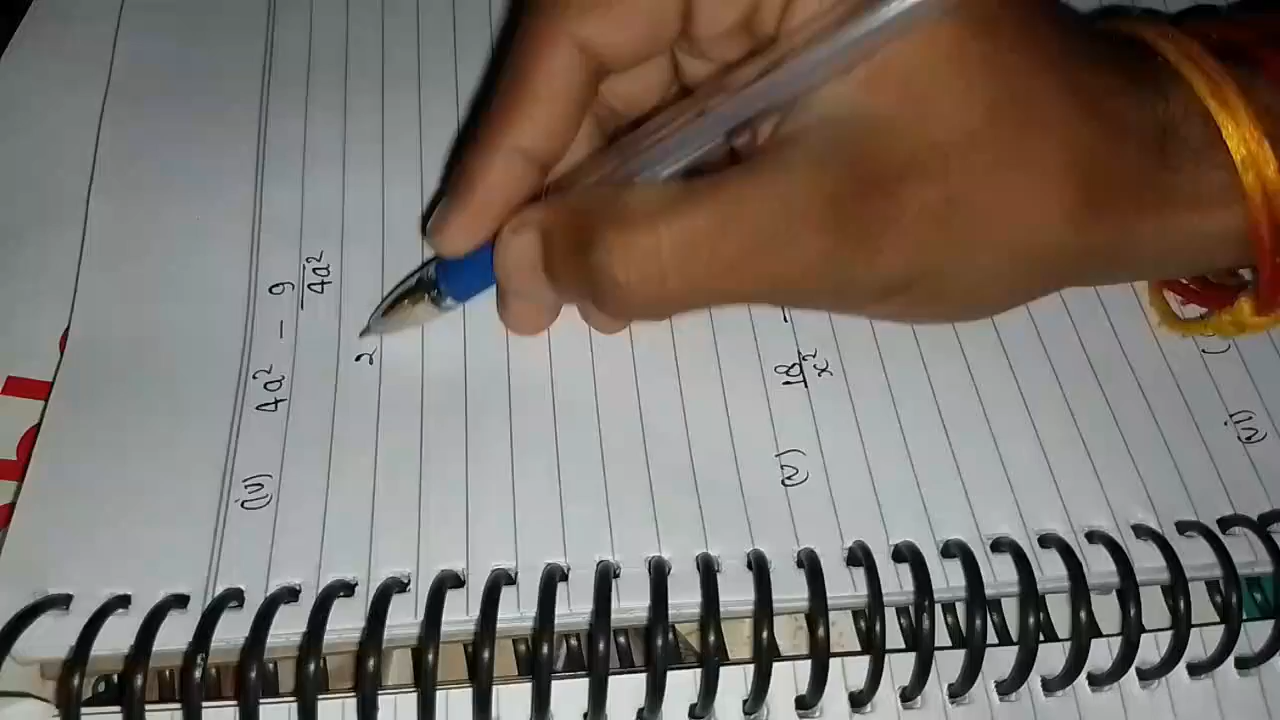 (iv) 4a² - 9/4a²
2
(v) 18/x² -
(vi) (